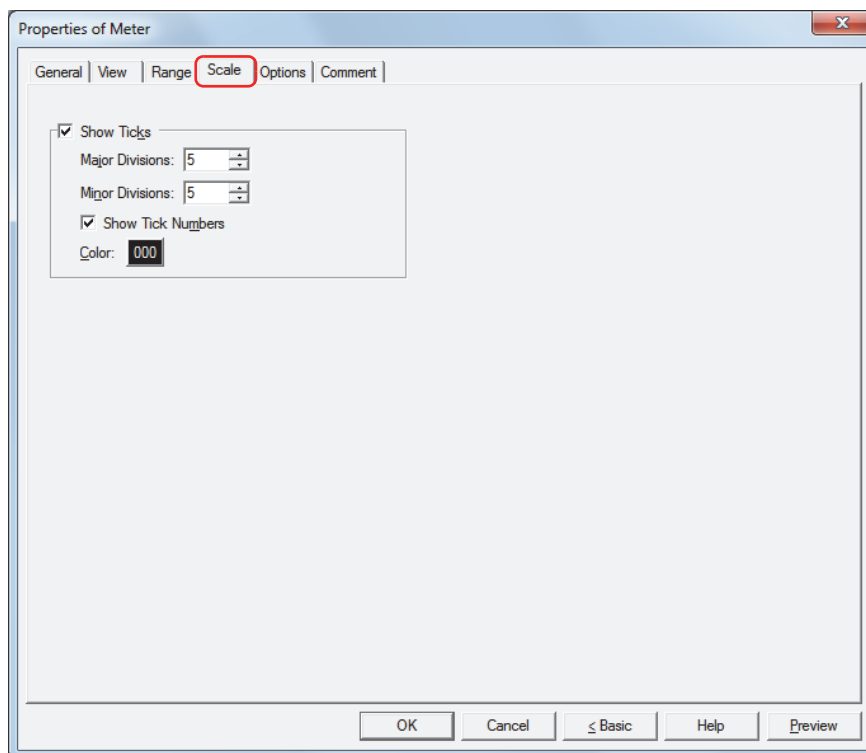 Properties of Meter
X
General View Range Scale Options Comment
Show Ticks
Major Divisions: 5
Minor Divisions: 5
Show Tick Numbers
Color: 000
OK Cancel < Basic Help Preview